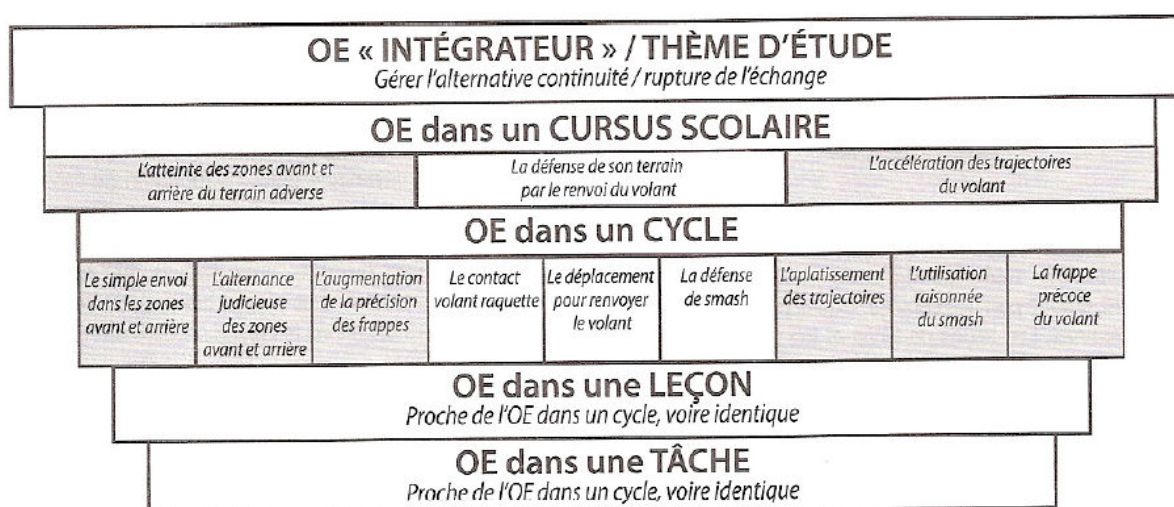 OE « INTÉGRATEUR » / THÈME D'ÉTUDE
Gérer l'alternative continuité / rupture de l'échange
OE dans un CURSUS SCOLAIRE
L'atteinte des zones avant et
arrière du terrain adverse
La défense de son terrain
par le renvoi du volant
L'accélération des trajectoires
du volant
OE dans un CYCLE
Le simple envoi
dans les zones
avant et arrière
L'alternance
judicieuse
des zones
avant et arrière
L'augmentation
de la précision
des frappes
Le contact
volant raquette
Le déplacement
pour renvoyer
le volant
La défense
de smash
L'aplatissement
des trajectoires
L'utilisation
raisonnée
du smash
La frappe
précoce
du volant
OE dans une LEÇON
Proche de l'OE dans un cycle, voire identique
OE dans une TÂCHE
Proche de l'OE dans un cycle, voire identique